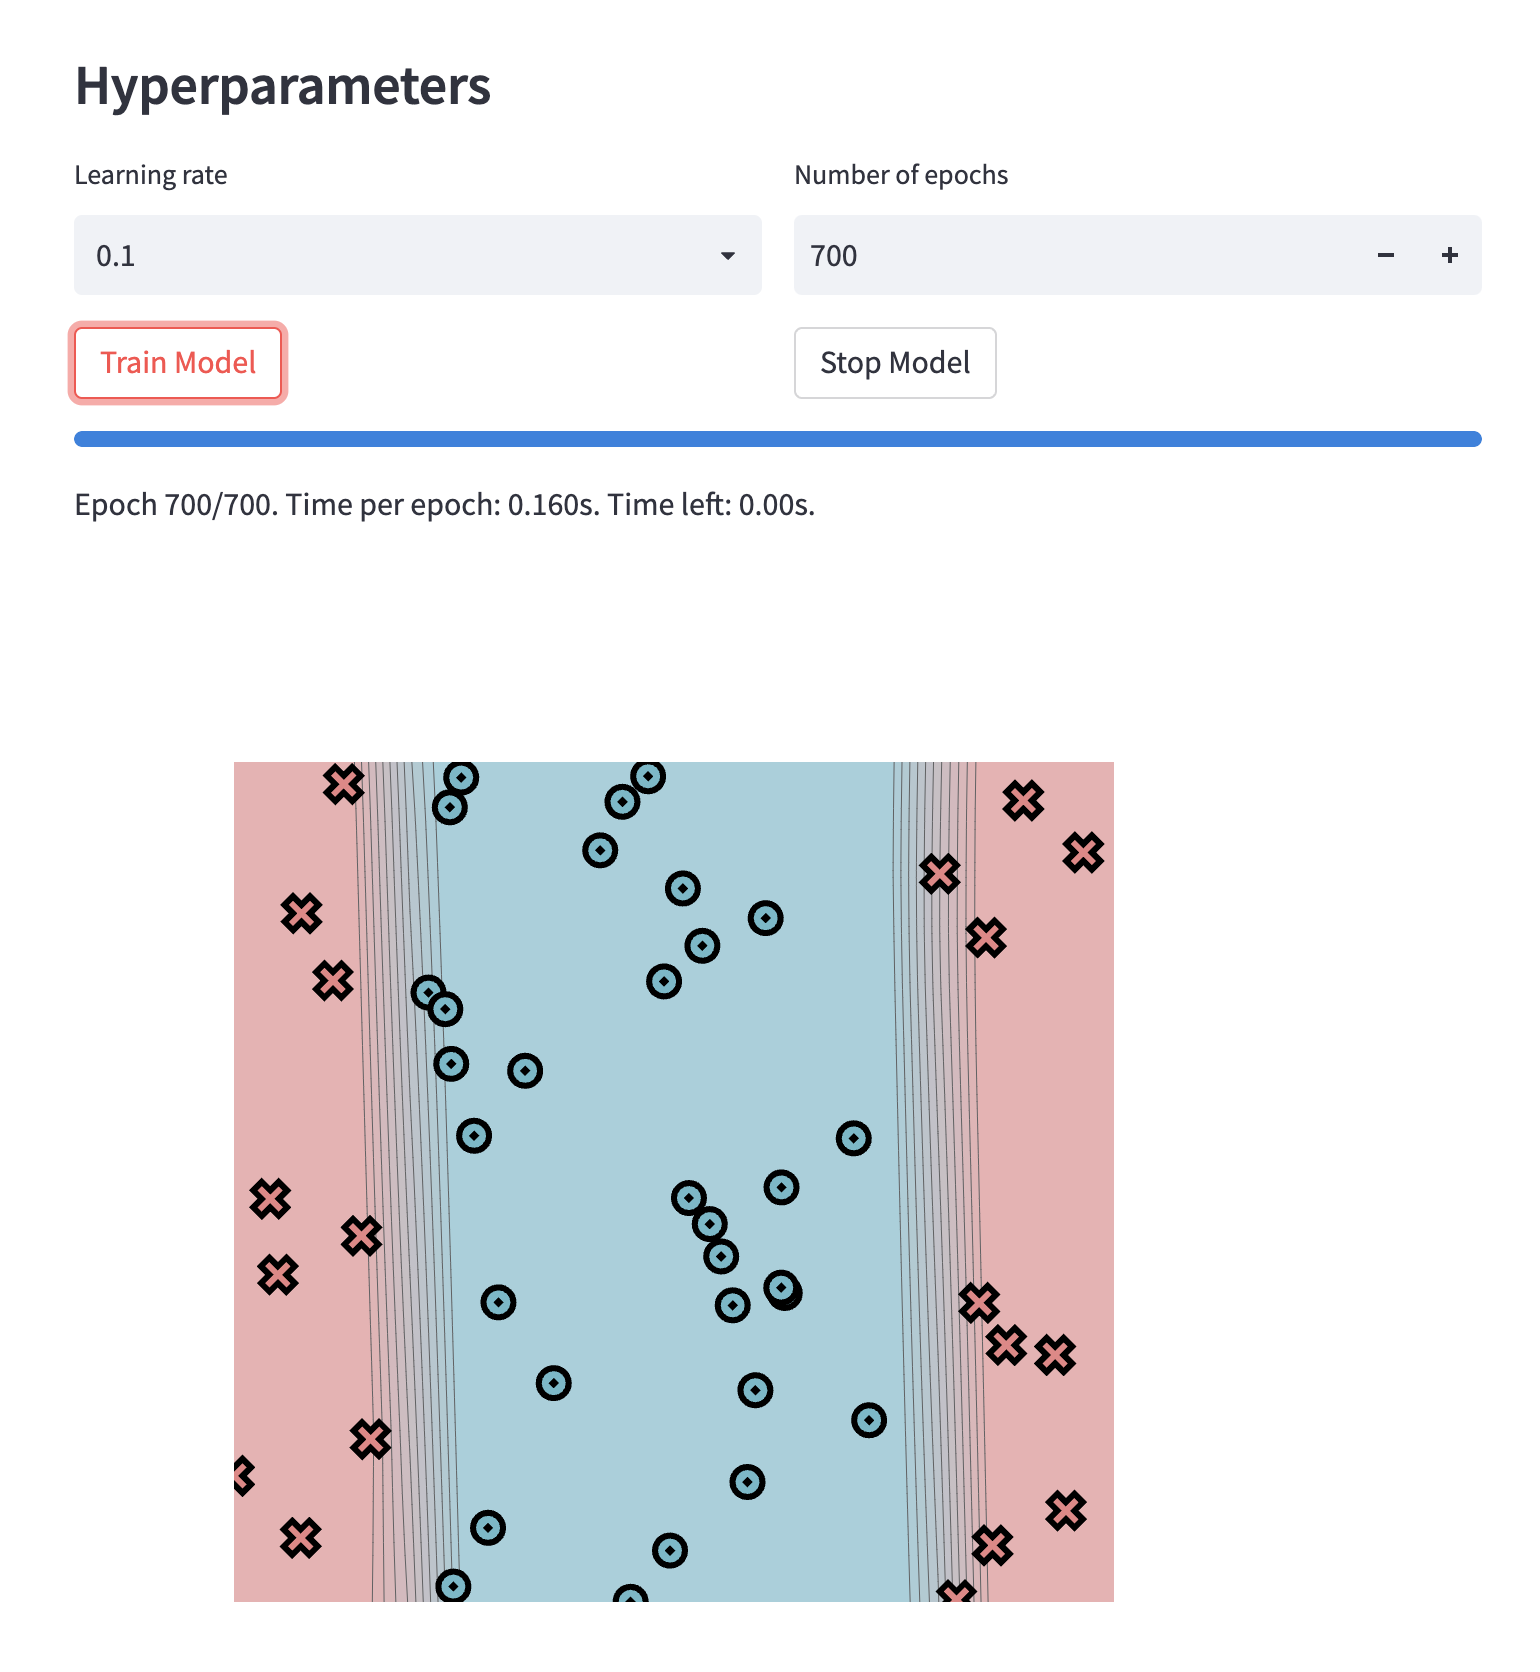 Hyperparameters
Learning rate
Number of epochs
0.1
700
Train Model
Stop Model
Epoch 700/700. Time per epoch: 0.160s. Time left: 0.00s.